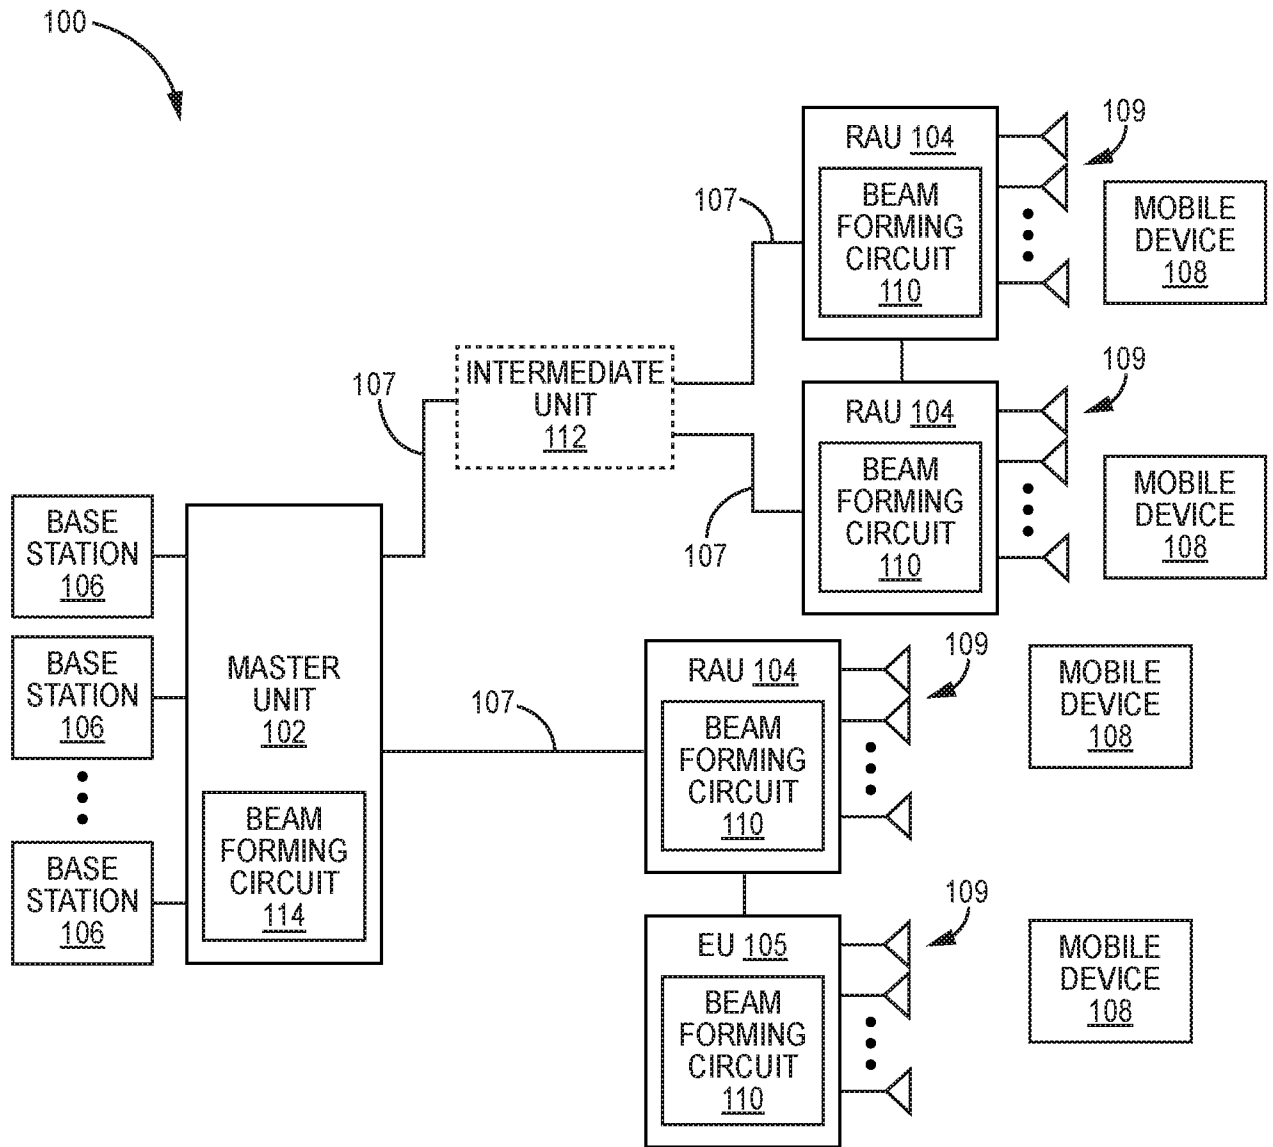 100
RAU 104
BEAM
FORMING
CIRCUIT
110
109
MOBILE
DEVICE
108
107
INTERMEDIATE
UNIT
112
107
RAU 104
BEAM
FORMING
CIRCUIT
110
109
MOBILE
DEVICE
108
107
BASE
STATION
106
BASE
STATION
106
BASE
STATION
106
MASTER
UNIT
102
BEAM
FORMING
CIRCUIT
114
107
RAU 104
BEAM
FORMING
CIRCUIT
110
109
MOBILE
DEVICE
108
EU 105
BEAM
FORMING
CIRCUIT
110
109
MOBILE
DEVICE
108